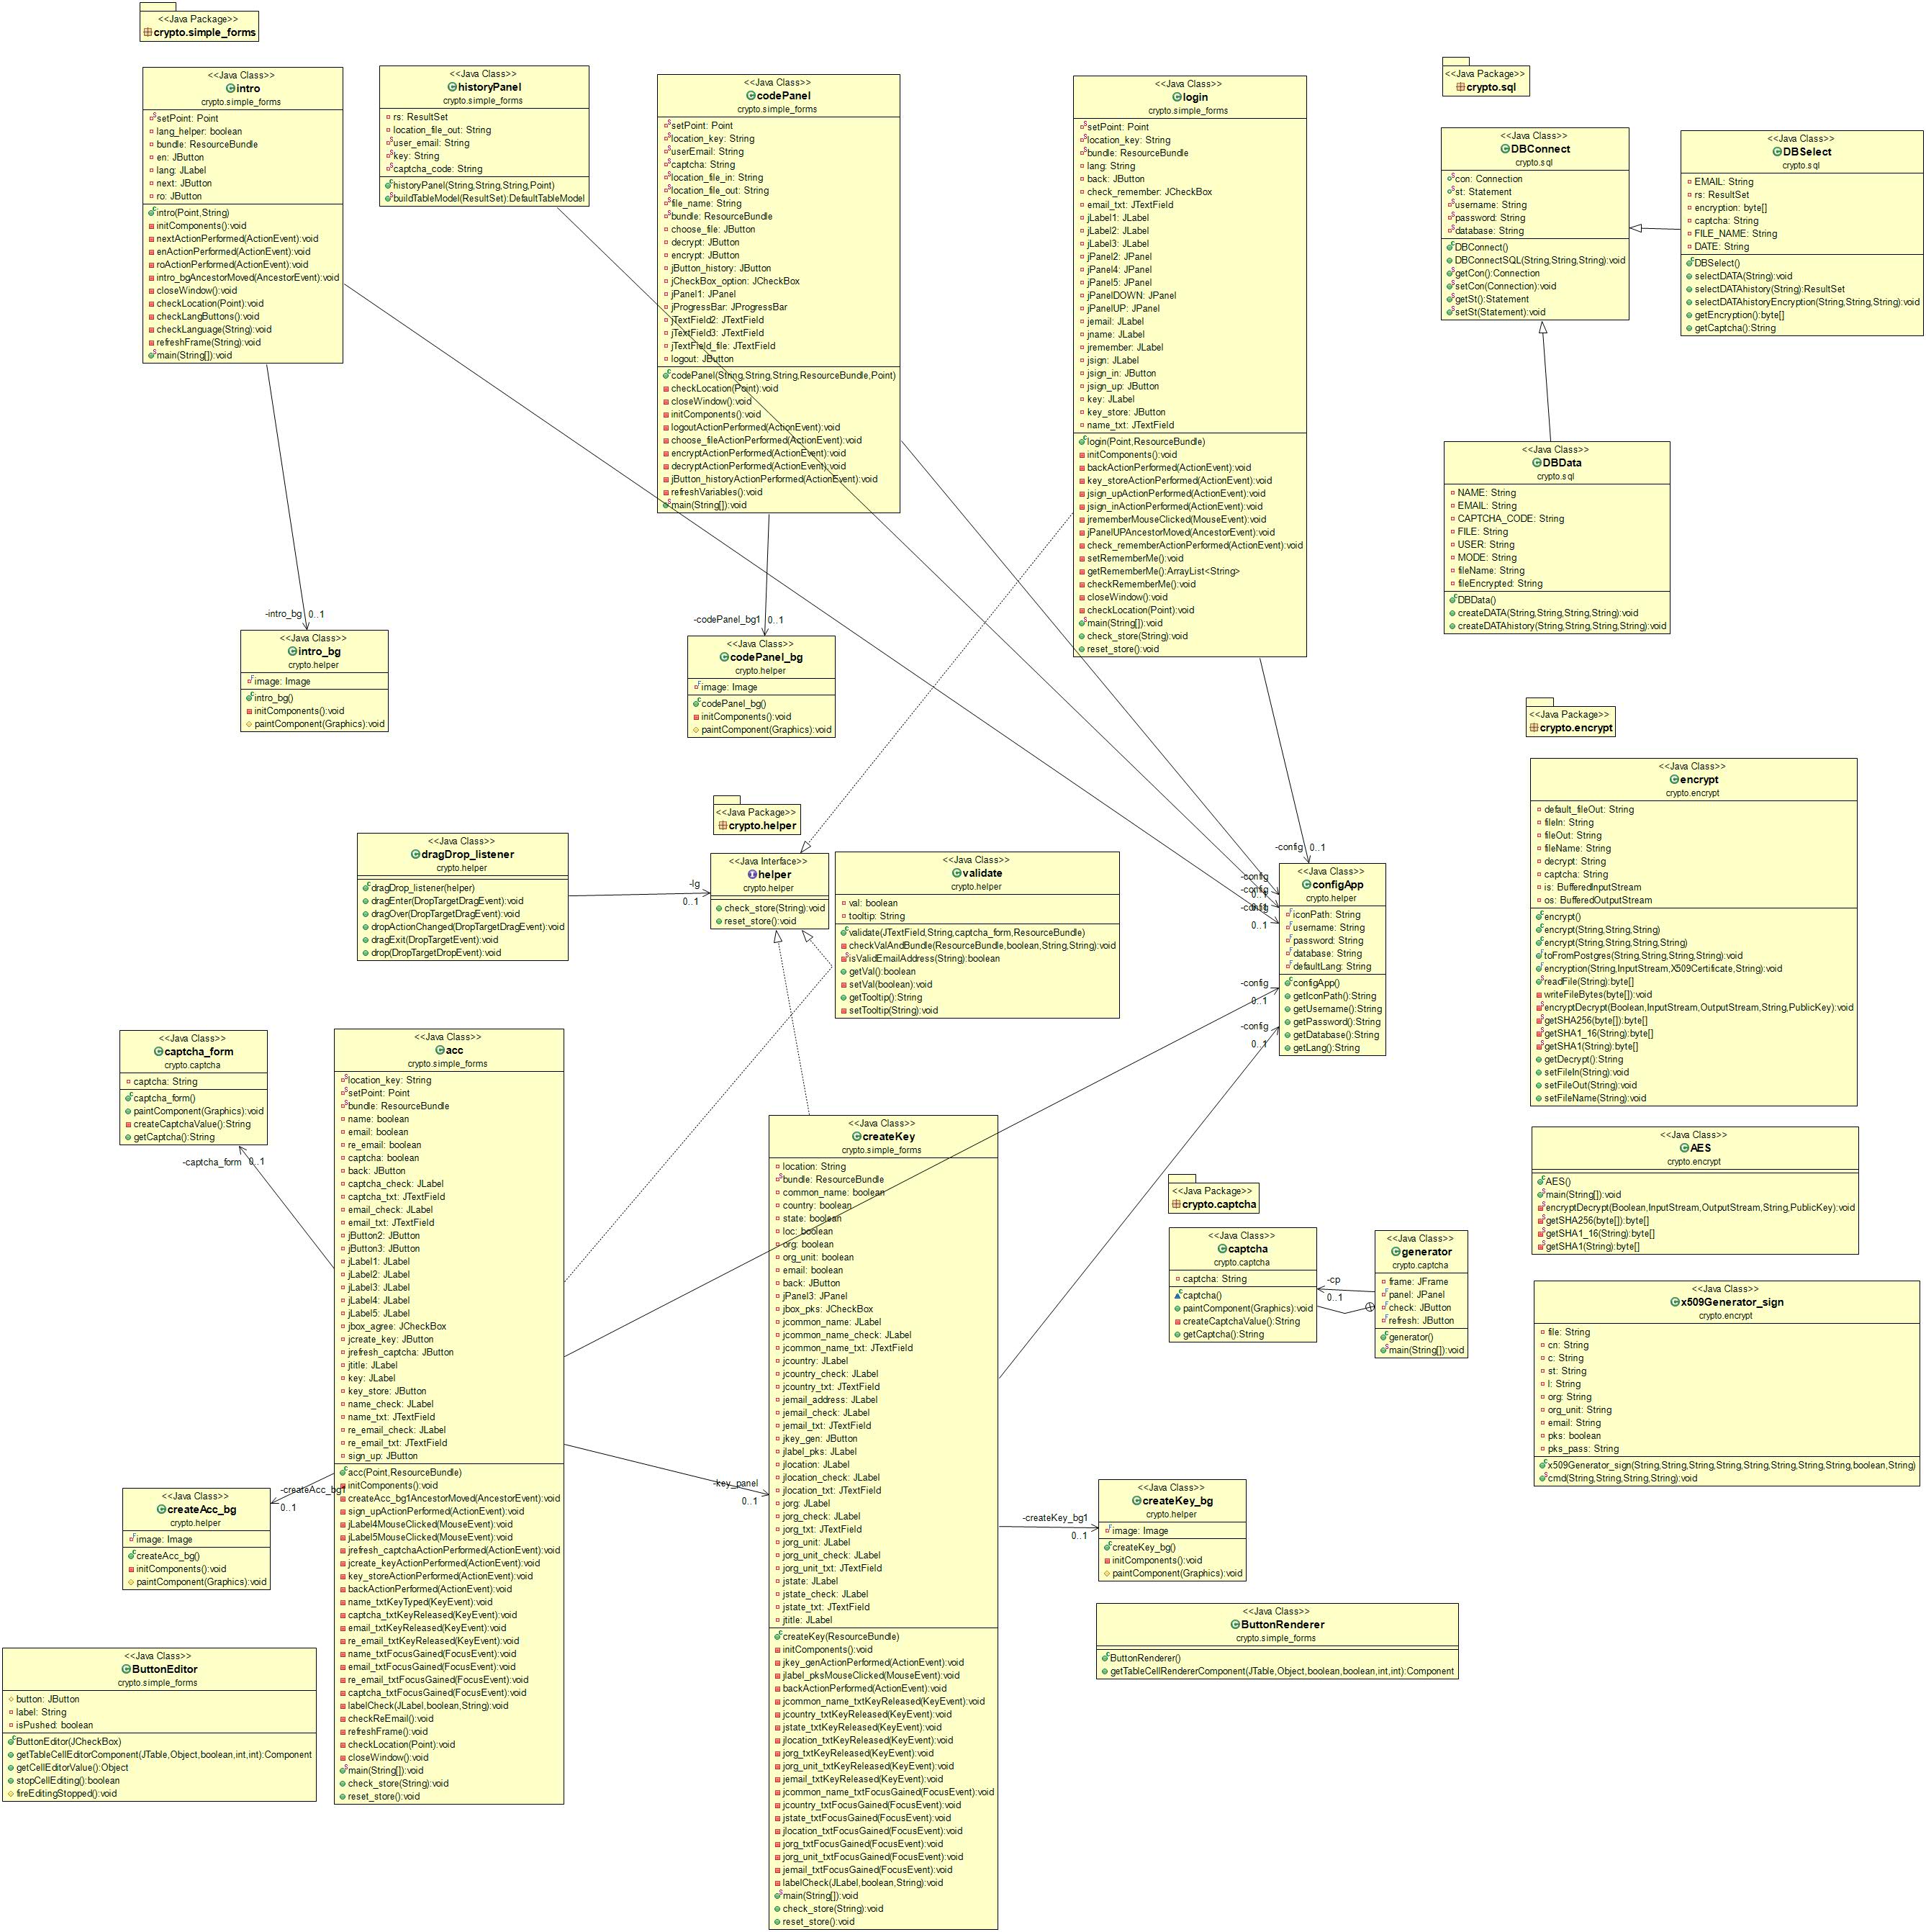 <<Java Package>>
crypto.simple_forms
<<Java Class>>
intro
crypto.simple_forms
setPoint: Point
lang_helper: boolean
bundle: ResourceBundle
en: JButton
lang: JLabel
next: JButton
ro: JButton
intro(Point,String)
initComponents():void
nextActionPerformed(ActionEvent):void
enActionPerformed(ActionEvent):void
roActionPerformed(ActionEvent):void
intro_bgAncestorMoved(AncestorEvent):void
closeWindow():void
checkLocation(Point):void
checkLangButtons():void
checkLanguage(String):void
refreshFrame(String):void
main(String[]):void
<<Java Class>>
historyPanel
crypto.simple_forms
rs: ResultSet
location_file_out: String
user_email: String
key: String
captcha_code: String
historyPanel(String,String,String,Point)
buildTableModel(ResultSet):DefaultTableModel
<<Java Class>>
codePanel
crypto.simple_forms
setPoint: Point
location_key: String
userEmail: String
captcha: String
location_file_in: String
location_file_out: String
file_name: String
bundle: ResourceBundle
choose_file: JButton
decrypt: JButton
encrypt: JButton
jButton_history: JButton
jCheckBox_option: JCheckBox
jPanel1: JPanel
jProgressBar: JProgressBar
jTextField2: JTextField
jTextField3: JTextField
jTextField_file: JTextField
logout: JButton
codePanel(String,String,String,ResourceBundle,Point)
checkLocation(Point):void
closeWindow():void
initComponents():void
logoutActionPerformed(ActionEvent):void
choose_fileActionPerformed(ActionEvent):void
encryptActionPerformed(ActionEvent):void
decryptActionPerformed(ActionEvent):void
jButton_historyActionPerformed(ActionEvent):void
refreshVariables():void
main(String[]):void
<<Java Class>>
login
crypto.simple_forms
setPoint: Point
location_key: String
bundle: ResourceBundle
lang: String
back: JButton
check_remember: JCheckBox
email_txt: JTextField
jLabel1: JLabel
jLabel2: JLabel
jLabel3: JLabel
jPanel2: JPanel
jPanel4: JPanel
jPanel5: JPanel
jPanelDOWN: JPanel
jPanelUP: JPanel
jemail: JLabel
jname: JLabel
jremember: JLabel
jsign: JLabel
jsign_in: JButton
jsign_up: JButton
key: JLabel
key_store: JButton
name_txt: JTextField
login(Point,ResourceBundle)
initComponents():void
backActionPerformed(ActionEvent):void
key_storeActionPerformed(ActionEvent):void
jsign_upActionPerformed(ActionEvent):void
jsign_inActionPerformed(ActionEvent):void
jrememberMouseClicked(MouseEvent):void
jPanelUPAncestorMoved(AncestorEvent):void
check_rememberActionPerformed(ActionEvent):void
setRememberMe():void
getRememberMe():ArrayList<String>
checkRememberMe():void
closeWindow():void
checkLocation(Point):void
main(String[]):void
check_store(String):void
reset_store():void
<<Java Package>>
crypto.sql
<<Java Class>>
DBConnect
crypto.sql
con: Connection
st: Statement
username: String
password: String
database: String
DBConnect()
DBConnectSQL(String,String,String):void
getCon():Connection
setCon(Connection):void
getSt():Statement
setSt(Statement):void
<<Java Class>>
DBSelect
crypto.sql
EMAIL: String
rs: ResultSet
encryption: byte[]
captcha: String
FILE_NAME: String
DATE: String
DBSelect()
selectDATA(String):void
selectDATAhistory(String):ResultSet
selectDATAhistoryEncryption(String,String,String):void
getEncryption():byte[]
getCaptcha():String
<<Java Class>>
DBData
crypto.sql
NAME: String
EMAIL: String
CAPTCHA_CODE: String
FILE: String
USER: String
MODE: String
fileName: String
fileEncrypted: String
DBData()
createDATA(String,String,String,String):void
createDATAhistory(String,String,String,String):void
-intro_bg 0..1
<<Java Class>>
intro_bg
crypto.helper
image: Image
intro_bg()
initComponents():void
paintComponent(Graphics):void
-codePanel_bg1 0..1
<<Java Class>>
codePanel_bg
crypto.helper
image: Image
codePanel_bg()
initComponents():void
paintComponent(Graphics):void
<<Java Package>>
crypto.encrypt
<<Java Class>>
encrypt
crypto.encrypt
default_fileOut: String
fileIn: String
fileOut: String
fileName: String
decrypt: String
captcha: String
is: BufferedInputStream
os: BufferedOutputStream
encrypt()
encrypt(String,String,String)
encrypt(String,String,String,String)
toFromPostgres(String,String,String,String):void
encryption(String,InputStream,X509Certificate,String):void
readFile(String):byte[]
writeFileBytes(byte[]):void
encryptDecrypt(Boolean,InputStream,OutputStream,String,PublicKey):void
getSHA256(byte[]):byte[]
getSHA1_16(String):byte[]
getSHA1(String):byte[]
getDecrypt():String
setFileIn(String):void
setFileOut(String):void
setFileName(String):void
<<Java Package>>
crypto.helper
<<Java Class>>
dragDrop_listener
crypto.helper
dragDrop_listener(helper)
dragEnter(DropTargetDragEvent):void
dragOver(DropTargetDragEvent):void
dropActionChanged(DropTargetDragEvent):void
dragExit(DropTargetEvent):void
drop(DropTargetDropEvent):void
-lg
0..1
<<Java Interface>>
helper
crypto.helper
check_store(String):void
reset_store():void
<<Java Class>>
validate
crypto.helper
val: boolean
tooltip: String
validate(JTextField,String,captcha_form,ResourceBundle)
checkValAndBundle(ResourceBundle,boolean,String,String):void
isValidEmailAddress(String):boolean
getVal():boolean
setVal(boolean):void
getTooltip():String
setTooltip(String):void
-config 0..1
-config
-config
-config
0..1
-config
0..1
-config
0..1
<<Java Class>>
configApp
crypto.helper
iconPath: String
username: String
password: String
database: String
defaultLang: String
configApp()
getIconPath():String
getUsername():String
getPassword():String
getDatabase():String
getLang():String
<<Java Class>>
captcha_form
crypto.captcha
captcha: String
captcha_form()
paintComponent(Graphics):void
createCaptchaValue():String
getCaptcha():String
-captcha_form 0..1
<<Java Class>>
acc
crypto.simple_forms
location_key: String
setPoint: Point
bundle: ResourceBundle
name: boolean
email: boolean
re_email: boolean
captcha: boolean
back: JButton
captcha_check: JLabel
captcha_txt: JTextField
email_check: JLabel
email_txt: JTextField
jButton2: JButton
jButton3: JButton
jLabel1: JLabel
jLabel2: JLabel
jLabel3: JLabel
jLabel4: JLabel
jLabel5: JLabel
jbox_agree: JCheckBox
jcreate_key: JButton
jrefresh_captcha: JButton
jtitle: JLabel
key: JLabel
key_store: JButton
name_check: JLabel
name_txt: JTextField
re_email_check: JLabel
re_email_txt: JTextField
sign_up: JButton
acc(Point,ResourceBundle)
initComponents():void
createAcc_bg1AncestorMoved(AncestorEvent):void
sign_upActionPerformed(ActionEvent):void
jLabel4MouseClicked(MouseEvent):void
jLabel5MouseClicked(MouseEvent):void
jrefresh_captchaActionPerformed(ActionEvent):void
jcreate_keyActionPerformed(ActionEvent):void
key_storeActionPerformed(ActionEvent):void
backActionPerformed(ActionEvent):void
name_txtKeyTyped(KeyEvent):void
captcha_txtKeyReleased(KeyEvent):void
email_txtKeyReleased(KeyEvent):void
re_email_txtKeyReleased(KeyEvent):void
name_txtFocusGained(FocusEvent):void
email_txtFocusGained(FocusEvent):void
re_email_txtFocusGained(FocusEvent):void
captcha_txtFocusGained(FocusEvent):void
labelCheck(JLabel,boolean,String):void
checkReEmail():void
refreshFrame():void
checkLocation(Point):void
closeWindow():void
main(String[]):void
check_store(String):void
reset_store():void
-createAcc_bg1
0..1
<<Java Class>>
createAcc_bg
crypto.helper
image: Image
createAcc_bg()
initComponents():void
paintComponent(Graphics):void
<<Java Class>>
ButtonEditor
crypto.simple_forms
button: JButton
label: String
isPushed: boolean
ButtonEditor(JCheckBox)
getTableCellEditorComponent(JTable,Object,boolean,int,int):Component
getCellEditorValue():Object
stopCellEditing():boolean
fireEditingStopped():void
-key_panel
0..1
<<Java Class>>
createKey
crypto.simple_forms
location: String
bundle: ResourceBundle
common_name: boolean
country: boolean
state: boolean
loc: boolean
org: boolean
org_unit: boolean
email: boolean
back: JButton
jPanel3: JPanel
jbox_pks: JCheckBox
jcommon_name: JLabel
jcommon_name_check: JLabel
jcommon_name_txt: JTextField
jcountry: JLabel
jcountry_check: JLabel
jcountry_txt: JTextField
jemail_address: JLabel
jemail_check: JLabel
jemail_txt: JTextField
jkey_gen: JButton
jlabel_pks: JLabel
jlocation: JLabel
jlocation_check: JLabel
jlocation_txt: JTextField
jorg: JLabel
jorg_check: JLabel
jorg_txt: JTextField
jorg_unit: JLabel
jorg_unit_check: JLabel
jorg_unit_txt: JTextField
jstate: JLabel
jstate_check: JLabel
jstate_txt: JTextField
jtitle: JLabel
createKey(ResourceBundle)
initComponents():void
jkey_genActionPerformed(ActionEvent):void
jlabel_pksMouseClicked(MouseEvent):void
backActionPerformed(ActionEvent):void
jcommon_name_txtKeyReleased(KeyEvent):void
jcountry_txtKeyReleased(KeyEvent):void
jstate_txtKeyReleased(KeyEvent):void
jlocation_txtKeyReleased(KeyEvent):void
jorg_txtKeyReleased(KeyEvent):void
jorg_unit_txtKeyReleased(KeyEvent):void
jemail_txtKeyReleased(KeyEvent):void
jcommon_name_txtFocusGained(FocusEvent):void
jcountry_txtFocusGained(FocusEvent):void
jstate_txtFocusGained(FocusEvent):void
jlocation_txtFocusGained(FocusEvent):void
jorg_txtFocusGained(FocusEvent):void
jorg_unit_txtFocusGained(FocusEvent):void
jemail_txtFocusGained(FocusEvent):void
labelCheck(JLabel,boolean,String):void
main(String[]):void
check_store(String):void
reset_store():void
<<Java Package>>
crypto.captcha
<<Java Class>>
captcha
crypto.captcha
captcha: String
captcha()
paintComponent(Graphics):void
createCaptchaValue():String
getCaptcha():String
-cp
0..1
<<Java Class>>
generator
crypto.captcha
frame: JFrame
panel: JPanel
check: JButton
refresh: JButton
generator()
main(String[]):void
<<Java Class>>
AES
crypto.encrypt
AES()
main(String[]):void
encryptDecrypt(Boolean,InputStream,OutputStream,String,PublicKey):void
getSHA256(byte[]):byte[]
getSHA1_16(String):byte[]
getSHA1(String):byte[]
<<Java Class>>
x509Generator_sign
crypto.encrypt
file: String
cn: String
c: String
st: String
l: String
org: String
org_unit: String
email: String
pks: boolean
pks_pass: String
x509Generator_sign(String,String,String,String,String,String,String,boolean,String)
cmd(String,String,String,String):void
-createKey_bg1
0..1
<<Java Class>>
createKey_bg
crypto.helper
image: Image
createKey_bg()
initComponents():void
paintComponent(Graphics):void
<<Java Class>>
ButtonRenderer
crypto.simple_forms
ButtonRenderer()
getTableCellRendererComponent(JTable,Object,boolean,boolean,int,int):Component